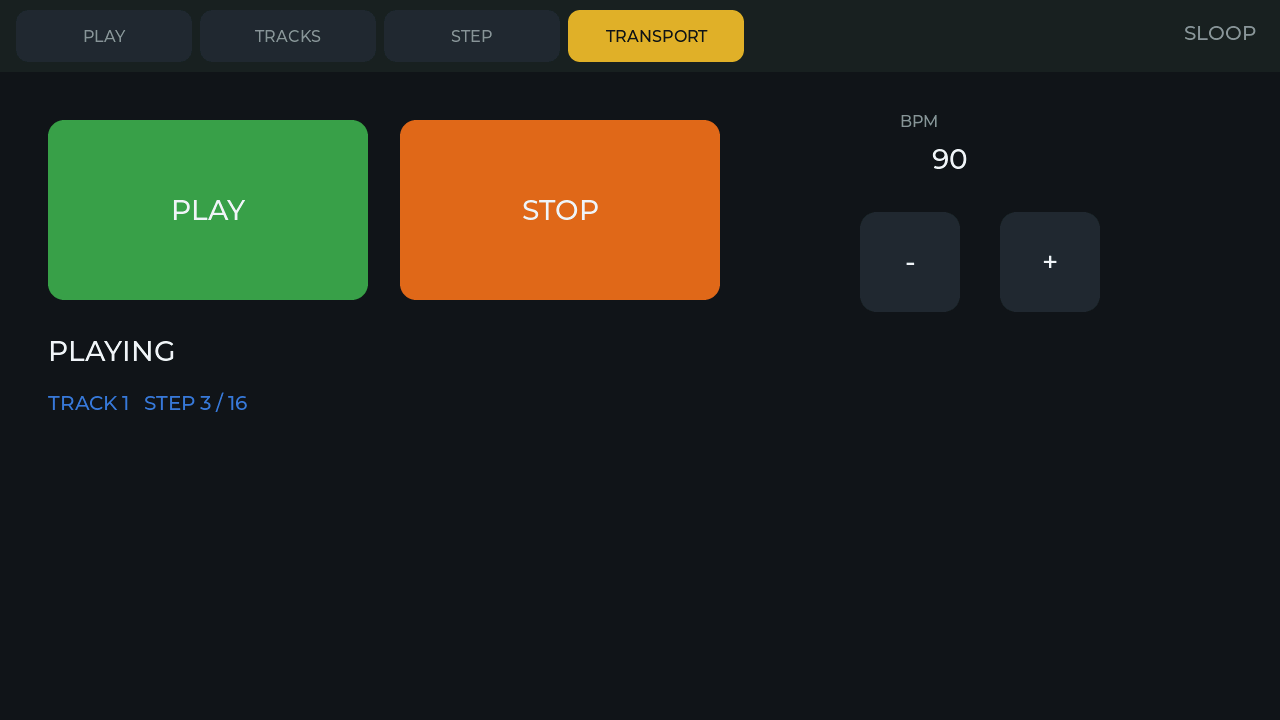 PLAY TRACKS STEP TRANSPORT SLOOP
PLAY STOP
BPM
90
- +
PLAYING
TRACK 1 STEP 3 / 16